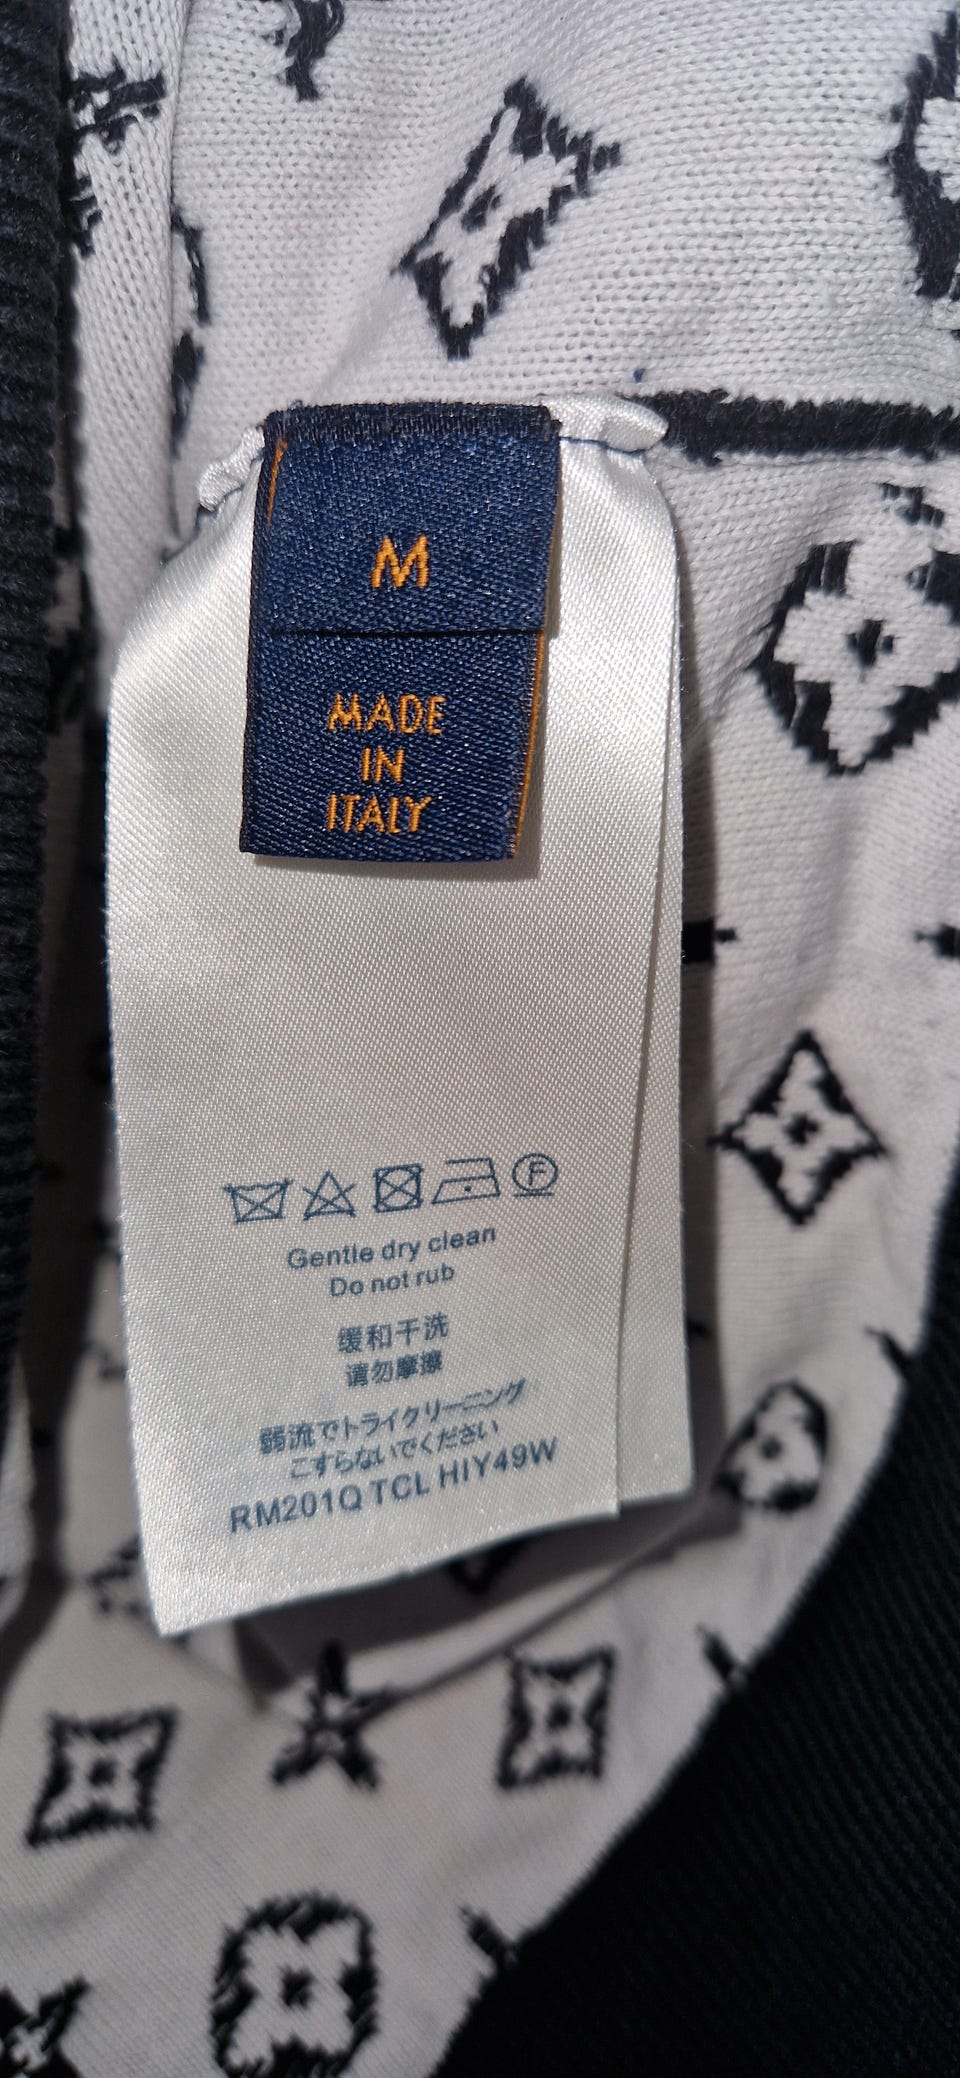 M
MADE
IN
ITALY
F
Gentle dry clean
Do not rub
缓和干洗
请勿摩擦
弱流でトライクリーニング
こすらないでください
RM201Q TCL HIY49W